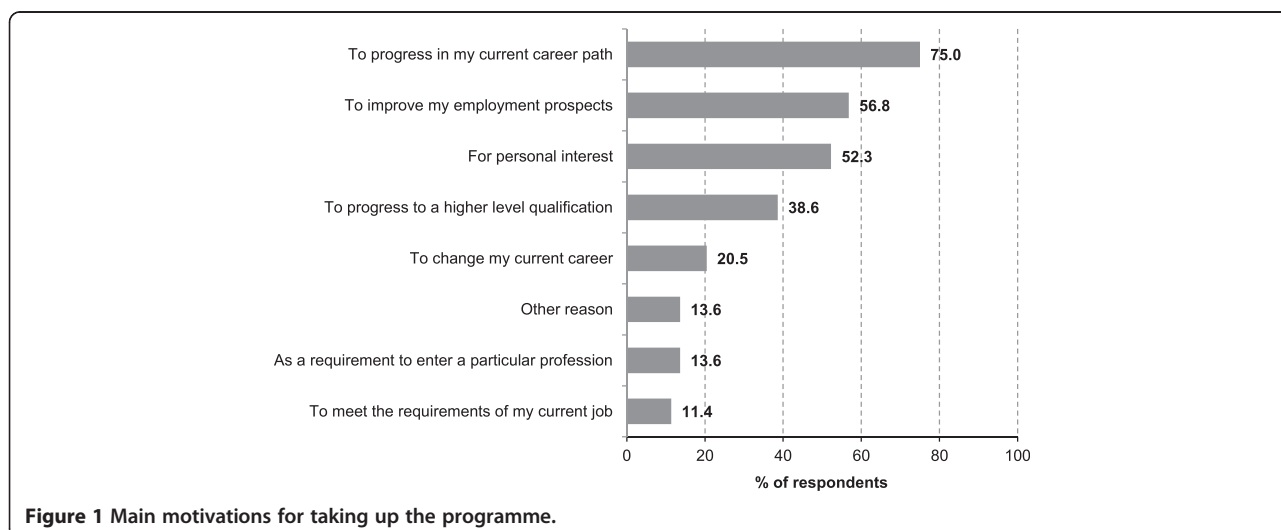 To progress in my current career path 75.0
To improve my employment prospects 56.8
For personal interest 52.3
To progress to a higher level qualification 38.6
To change my current career 20.5
Other reason 13.6
As a requirement to enter a particular profession 13.6
To meet the requirements of my current job 11.4
0 20 40 60 80 100
% of respondents
Figure 1 Main motivations for taking up the programme.